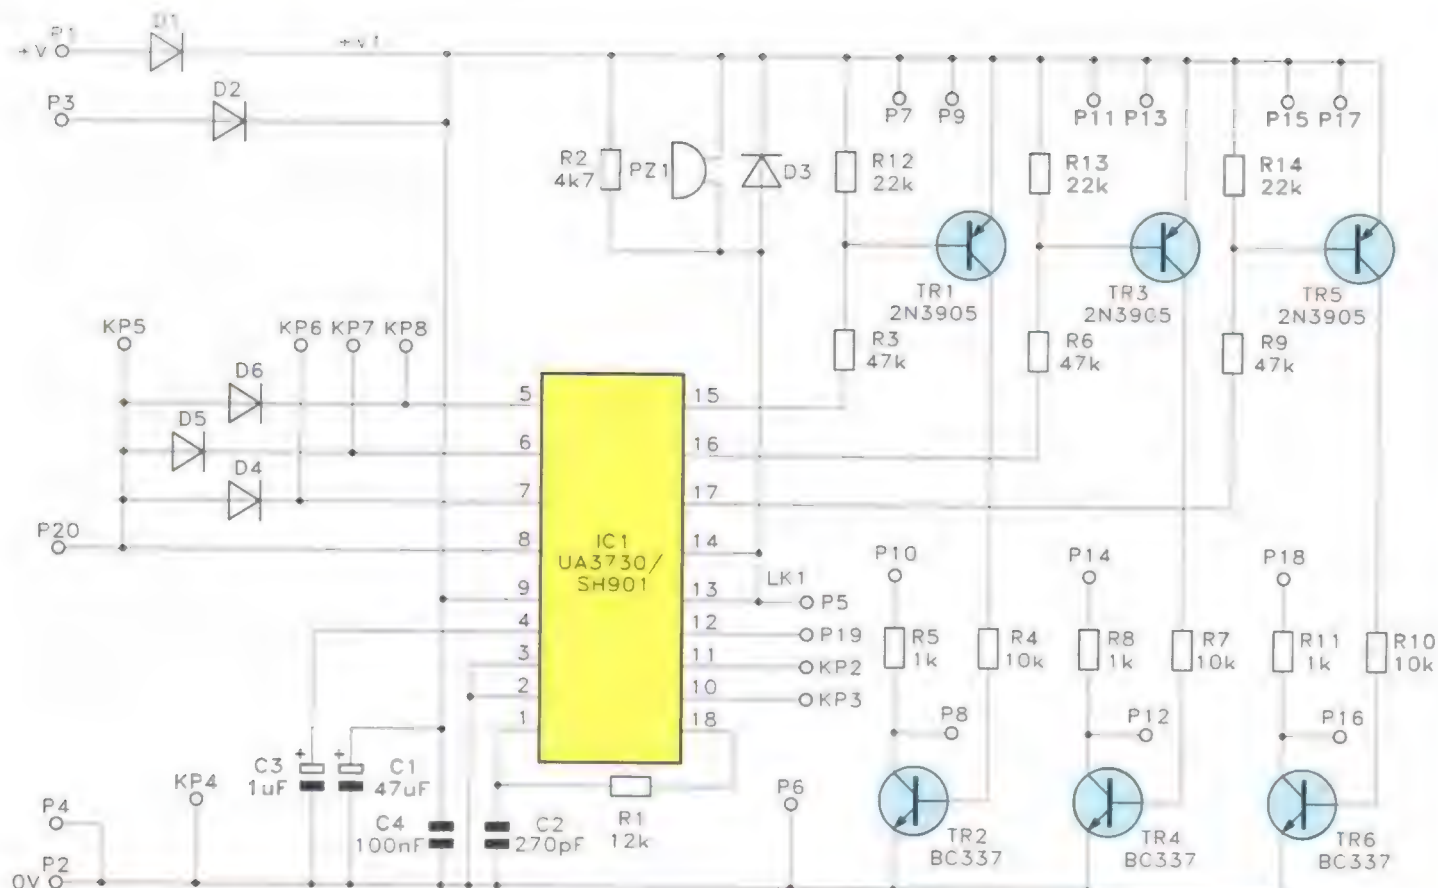 P1
D1
+V
+V1
P3
D2
P7 P9
P11 P13
P15 P17
R2
4k7
PZ1
D3
R12
22k
R13
22k
R14
22k
TR1
2N3905
TR3
2N3905
TR5
2N3905
KP5
KP6 KP7 KP8
R3
47k
R6
47k
R9
47k
D6
D5
D4
P20
5
6
7
8
9
4
3
2
1
15
16
17
14
13
12
11
10
18
IC1
UA3730/
SH901
LK1
P5
P19
KP2
KP3
P10
P14
P18
R5
1k
R4
10k
R8
1k
R7
10k
R11
1k
R10
10k
P8
P12
P16
C3
1uF
+
+
C1
47uF
KP4
P4
C4
100nF
C2
270pF
R1
12k
P6
TR2
BC337
TR4
BC337
TR6
BC337
P2
0V